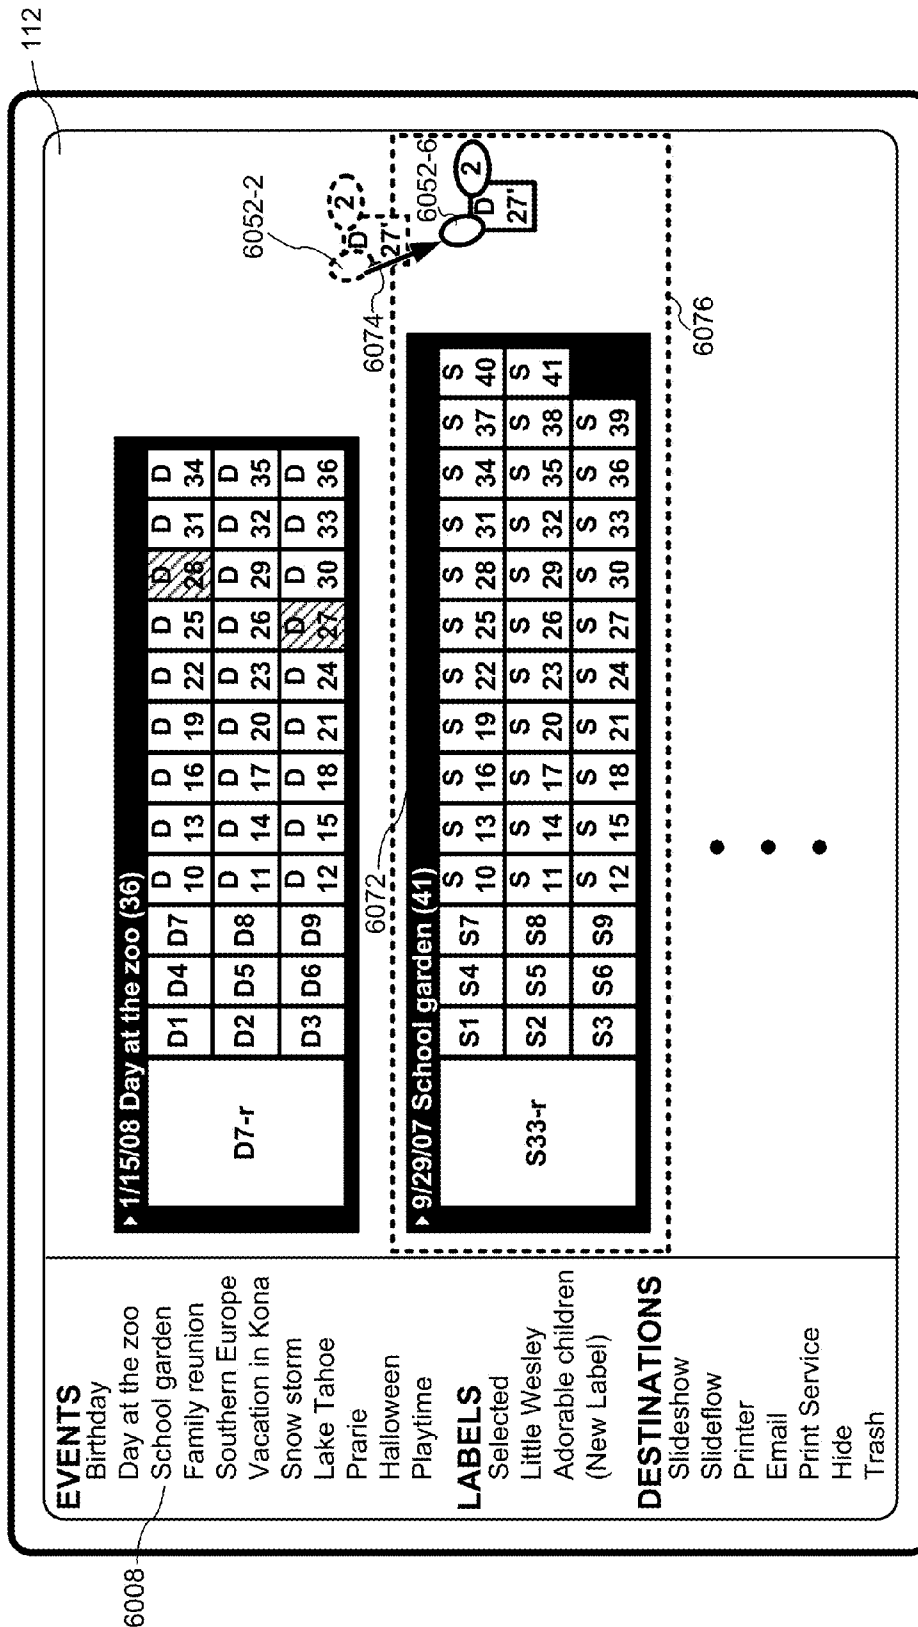 112
EVENTS
Birthday
Day at the zoo
School garden
Family reunion
Southern Europe
Vacation in Kona
Snow storm
Lake Tahoe
Prarie
Halloween
Playtime
LABELS
Selected
Little Wesley
Adorable children
(New Label)
DESTINATIONS
Slideshow
Slideflow
Printer
Email
Print Service
Hide
Trash
6008
1/15/08 Day at the zoo (36)
D7-r
D1 D4 D7 D 10 D 13 D 16 D 19 D 22 D 25 D 28 D 31 D 34
D2 D5 D8 D 11 D 14 D 17 D 20 D 23 D 26 D 29 D 32 D 35
D3 D6 D9 D 12 D 15 D 18 D 21 D 24 D 27 D 30 D 33 D 36
6052-2
2
D
27'
6074
6052-6
2
D
27'
6072
9/29/07 School garden (41)
S33-r
S1 S4 S7 S 10 S 13 S 16 S 19 S 22 S 25 S 28 S 31 S 34 S 37 S 40
S2 S5 S8 S 11 S 14 S 17 S 20 S 23 S 26 S 29 S 32 S 35 S 38 S 41
S3 S6 S9 S 12 S 15 S 18 S 21 S 24 S 27 S 30 S 33 S 36 S 39
6076